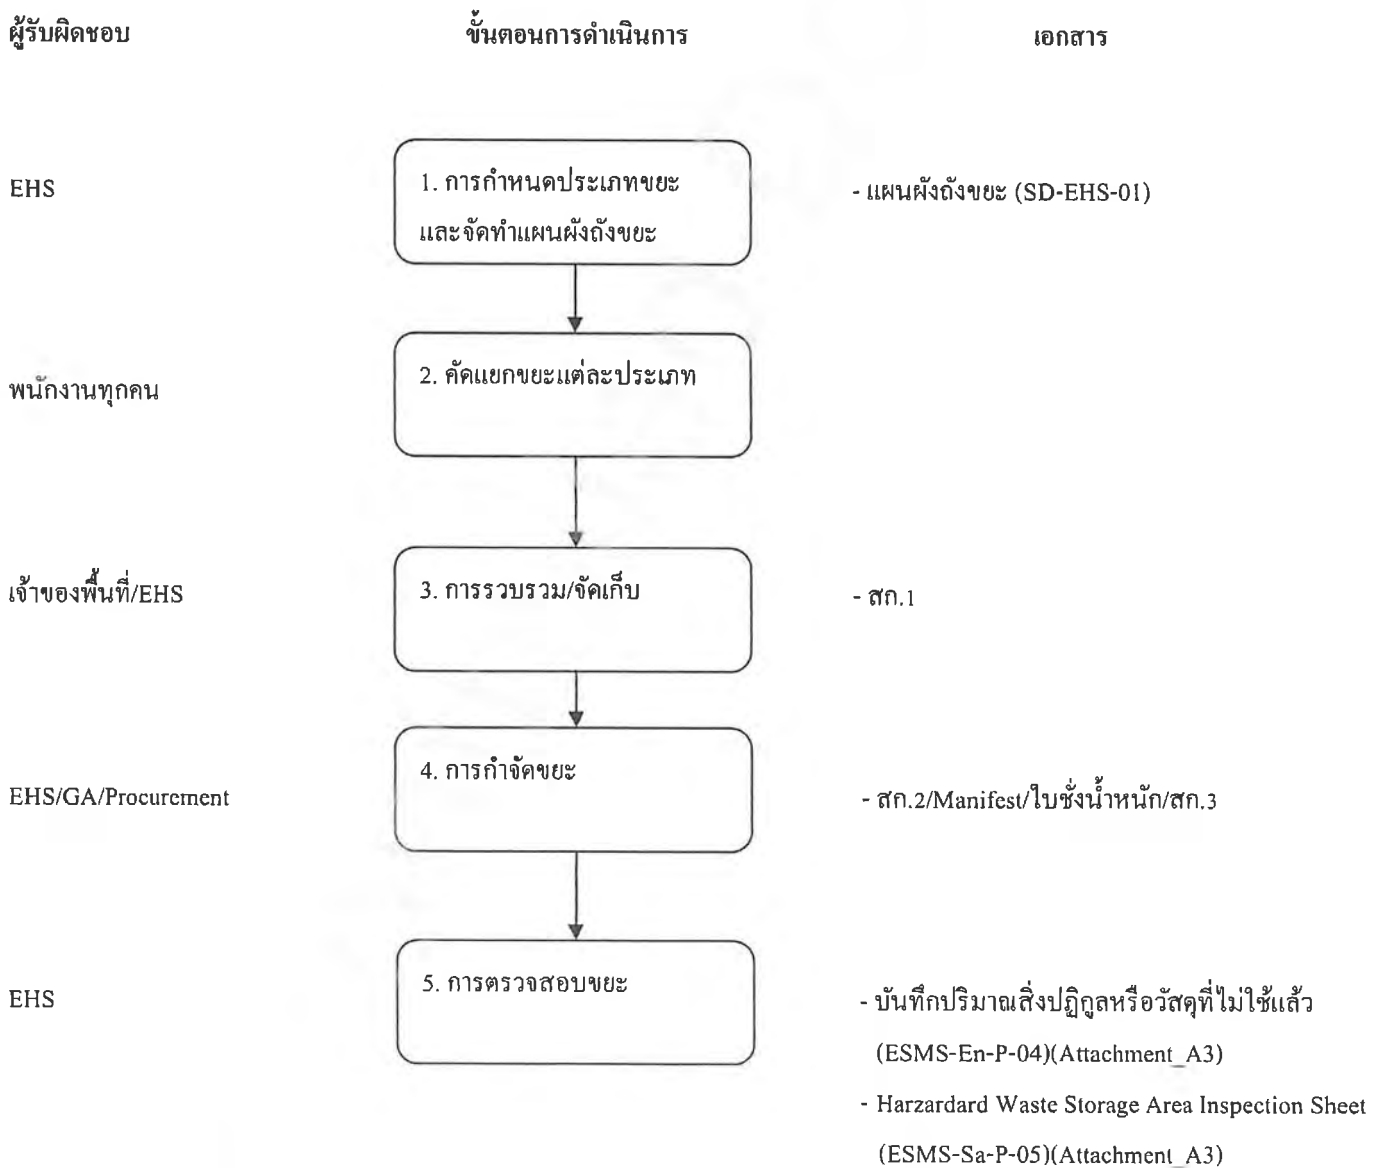 ผู้รับผิดชอบ ขั้นตอนการดำเนินการ เอกสาร
EHS
1. การกำหนดประเภทขยะ
และจัดทำแผนผังถังขยะ
- แผนผังถังขยะ (SD-EHS-01)
พนักงานทุกคน
2. คัดแยกขยะแต่ละประเภท
เจ้าของพื้นที่/EHS
3. การรวบรวม/จัดเก็บ
- สก.1
EHS/GA/Procurement
4. การกำจัดขยะ
- สก.2/Manifest/ใบชั่งน้ำหนัก/สก.3
EHS
5. การตรวจสอบขยะ
- บันทึกปริมาณสิ่งปฏิกูลหรือวัสดุที่ไม่ใช้แล้ว
(ESMS-En-P-04)(Attachment_A3)
- Harzardard Waste Storage Area Inspection Sheet
(ESMS-Sa-P-05)(Attachment_A3)